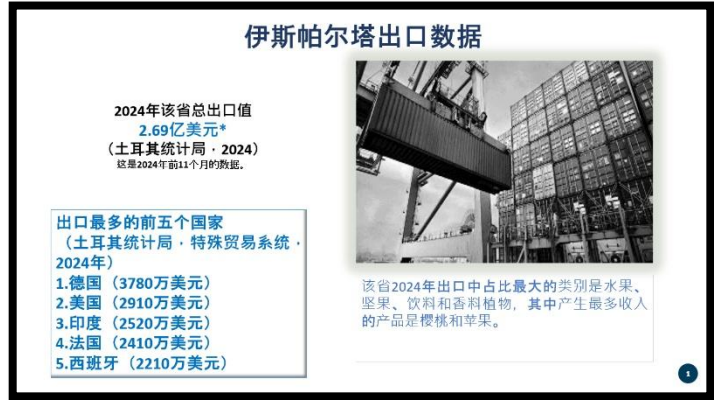 伊斯帕尔塔出口数据
2024年该省总出口值
2.69亿美元*
（土耳其统计局，2024）
这是2024年前11个月的数据。
出口最多的前五个国家
（土耳其统计局，特殊贸易系统，
2024年）
1.德国（3780万美元）
2.美国（2910万美元）
3.印度（2520万美元）
4.法国（2410万美元）
5.西班牙（2210万美元）
该省2024年出口中占比最大的类别是水果、
坚果、饮料和香料植物，其中产生最多收入
的产品是樱桃和苹果。
1